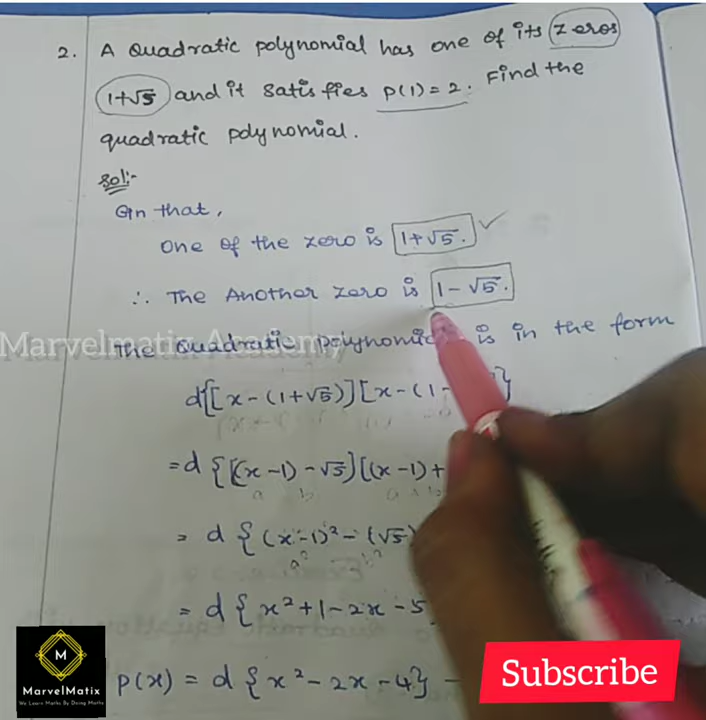 2. A Quadratic polynomial has one of its zeros
1+√5 and it satisfies p(1) = 2. Find the
quadratic polynomial.
Sol:-
Gn that,
One of the zero is 1+√5.
∴ The Another zero is 1-√5.
Marvelmatix Academy
The Quadratic is in the form
d{[x-(1+√5)][x-(1-
= d{[(x-1)-√5][(x-1)+
a b a + b
= d{(x-1)² - (√5)
a² b²
= d{x²+1-2x-5
p(x) = d{x²-2x-4} -
M
MarvelMatix
We Learn Maths By Doing Maths
Subscribe